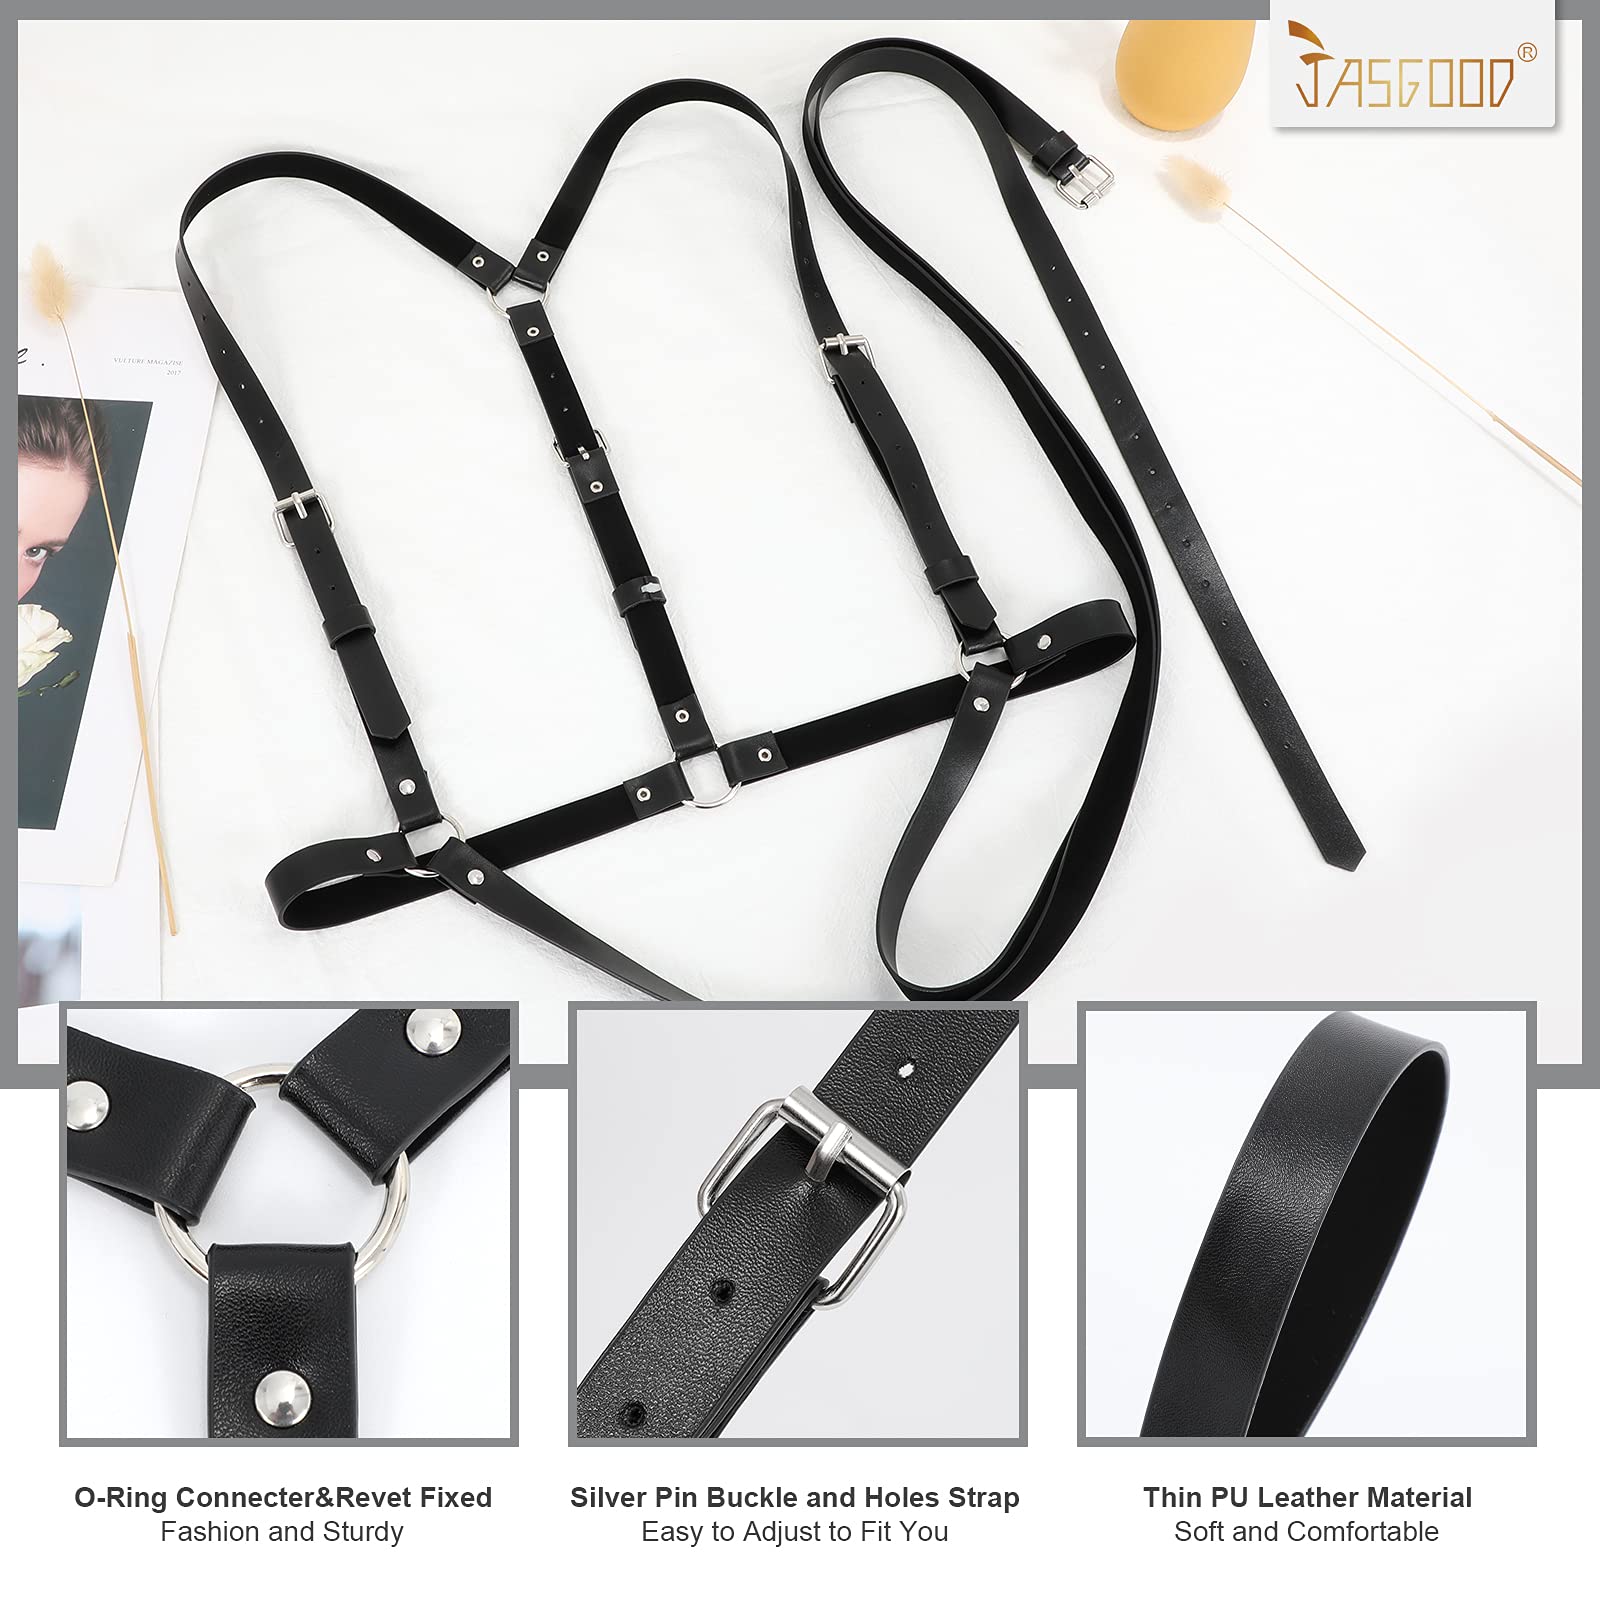 JASGOOD®
e.
VULTURE MAGAZISE
2017
O-Ring Connecter&Revet Fixed
Fashion and Sturdy
Silver Pin Buckle and Holes Strap
Easy to Adjust to Fit You
Thin PU Leather Material
Soft and Comfortable